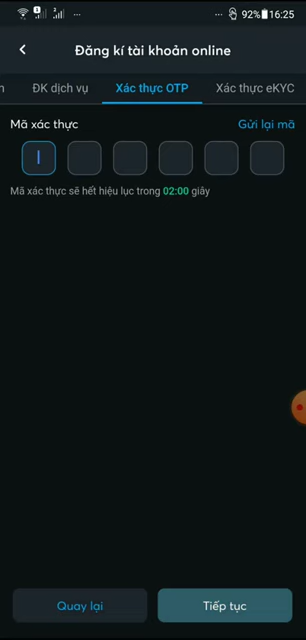 92% 16:25
Đăng kí tài khoản online
ĐK dịch vụ Xác thực OTP Xác thực eKYC
Mã xác thực Gửi lại mã
Mã xác thực sẽ hết hiệu lục trong 02:00 giây
Quay lại Tiếp tục